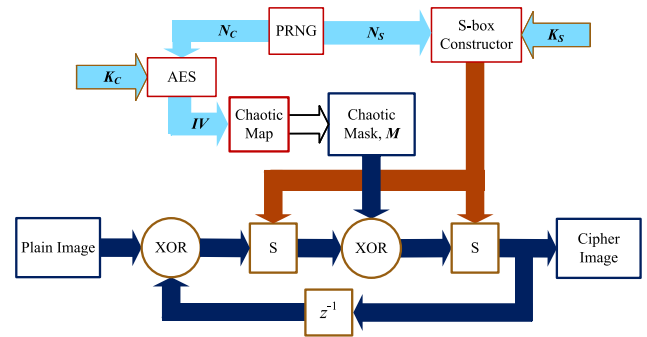 N_C
PRNG
N_S
S-box
Constructor
K_S
K_C
AES
IV
Chaotic
Map
Chaotic
Mask, M
Plain Image
XOR
S
XOR
S
Cipher
Image
z⁻¹